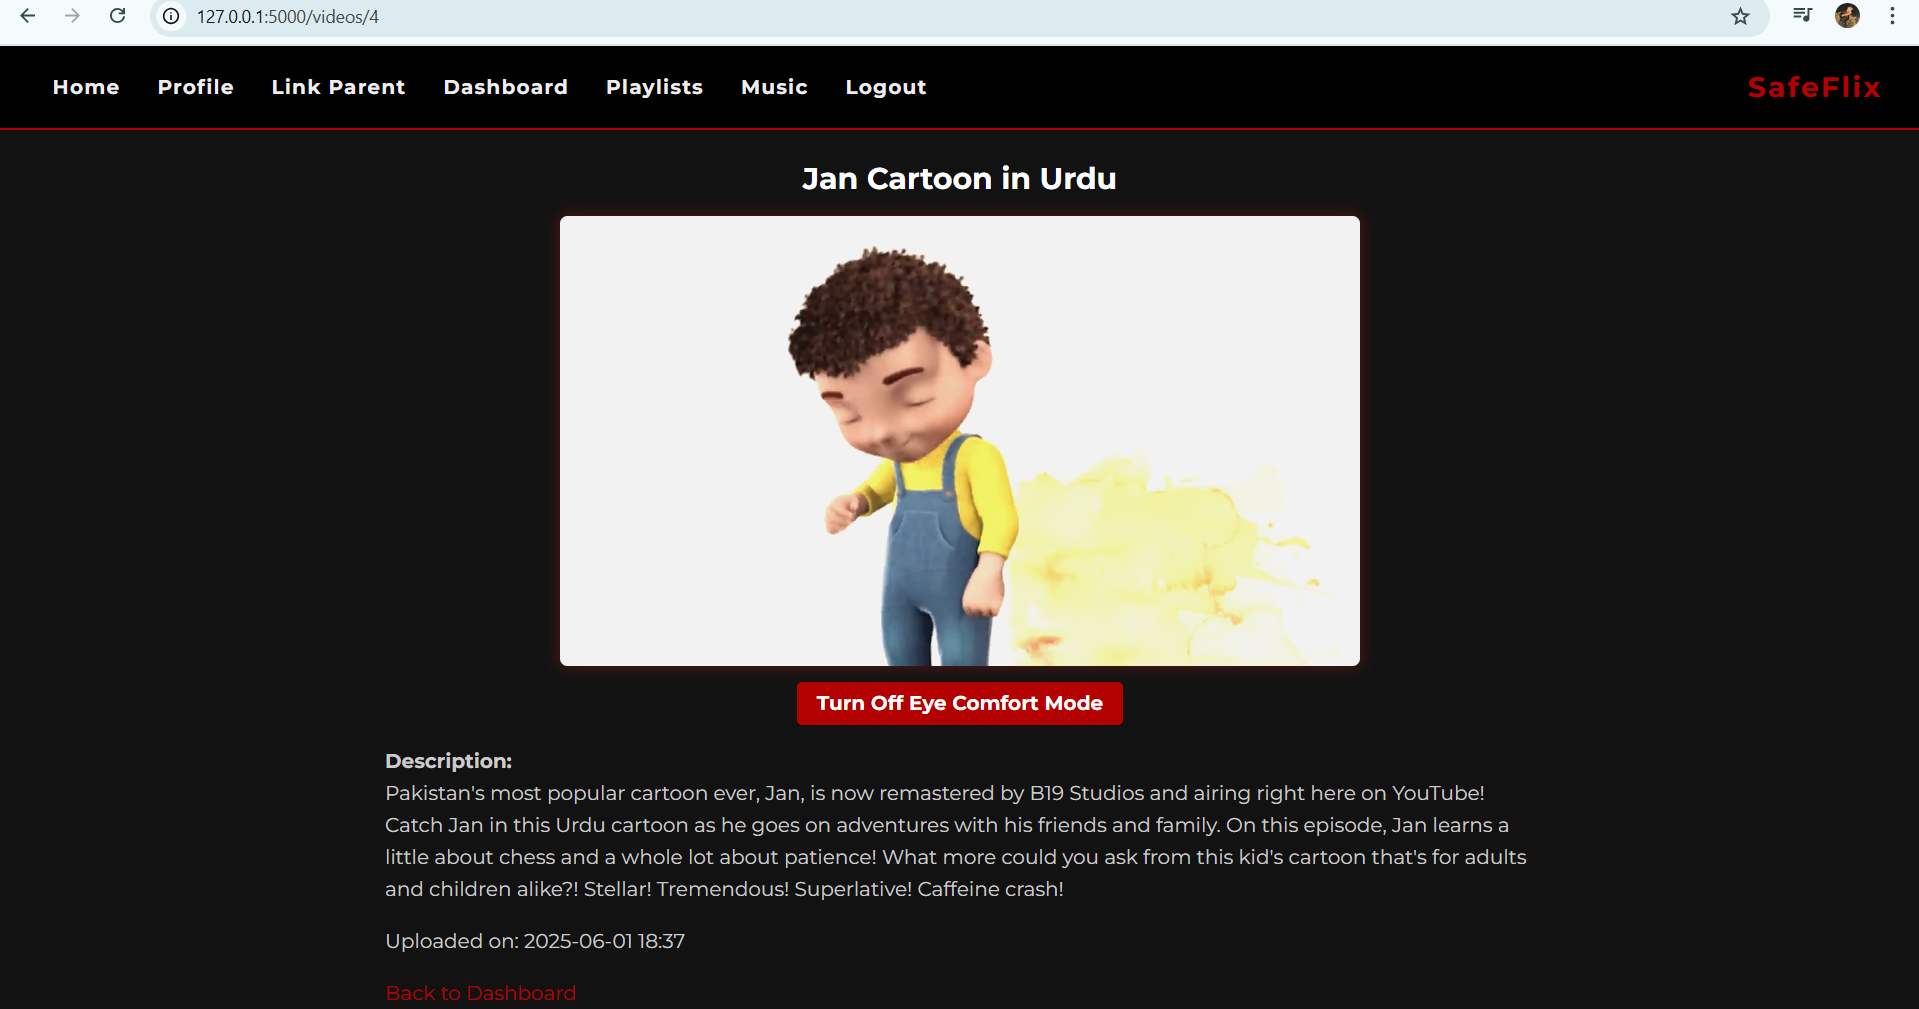 127.0.0.1:5000/videos/4
Home Profile Link Parent Dashboard Playlists Music Logout SafeFlix
Jan Cartoon in Urdu
Turn Off Eye Comfort Mode
Description:
Pakistan's most popular cartoon ever, Jan, is now remastered by B19 Studios and airing right here on YouTube!
Catch Jan in this Urdu cartoon as he goes on adventures with his friends and family. On this episode, Jan learns a
little about chess and a whole lot about patience! What more could you ask from this kid's cartoon that's for adults
and children alike?! Stellar! Tremendous! Superlative! Caffeine crash!
Uploaded on: 2025-06-01 18:37
Back to Dashboard